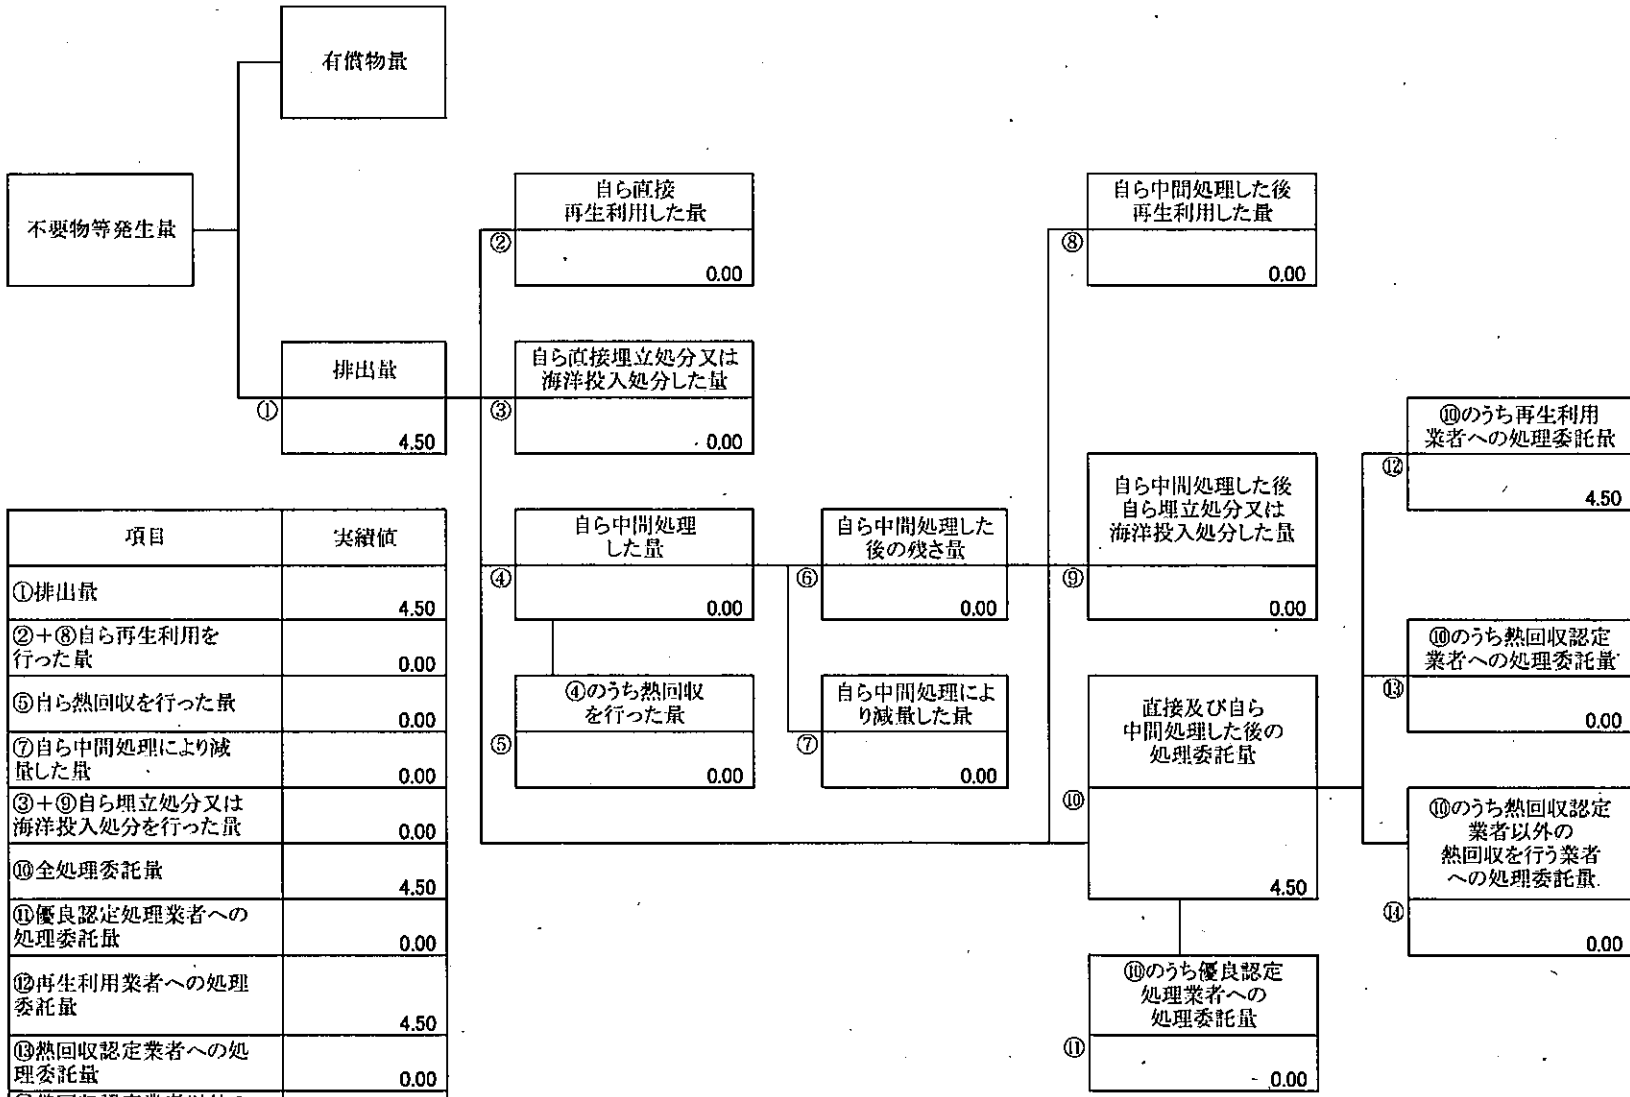 有償物量
不要物等発生量
自ら直接
再生利用した量
②
0.00
自ら中間処理した後
再生利用した量
⑧
0.00
排出量
①
4.50
自ら直接埋立処分又は
海洋投入処分した量
③
0.00
⑩のうち再生利用
業者への処理委託量
⑫
4.50
自ら中間処理
した量
④
0.00
自ら中間処理した
後の残さ量
⑥
0.00
自ら中間処理した後
自ら埋立処分又は
海洋投入処分した量
⑨
0.00
⑩のうち熱回収認定
業者への処理委託量
⑬
0.00
④のうち熱回収
を行った量
⑤
0.00
自ら中間処理によ
り減量した量
⑦
0.00
直接及び自ら
中間処理した後の
処理委託量
⑩
4.50
⑩のうち熱回収認定
業者以外の
熱回収を行う業者
への処理委託量
⑭
0.00
⑩のうち優良認定
処理業者への
処理委託量
⑪
0.00
項目 実績値
①排出量 4.50
②+⑧自ら再生利用を
行った量 0.00
⑤自ら熱回収を行った量 0.00
⑦自ら中間処理により減
量した量 0.00
③+⑨自ら埋立処分又は
海洋投入処分を行った量 0.00
⑩全処理委託量 4.50
⑪優良認定処理業者への
処理委託量 0.00
⑫再生利用業者への処理
委託量 4.50
⑬熱回収認定業者への処
理委託量 0.00